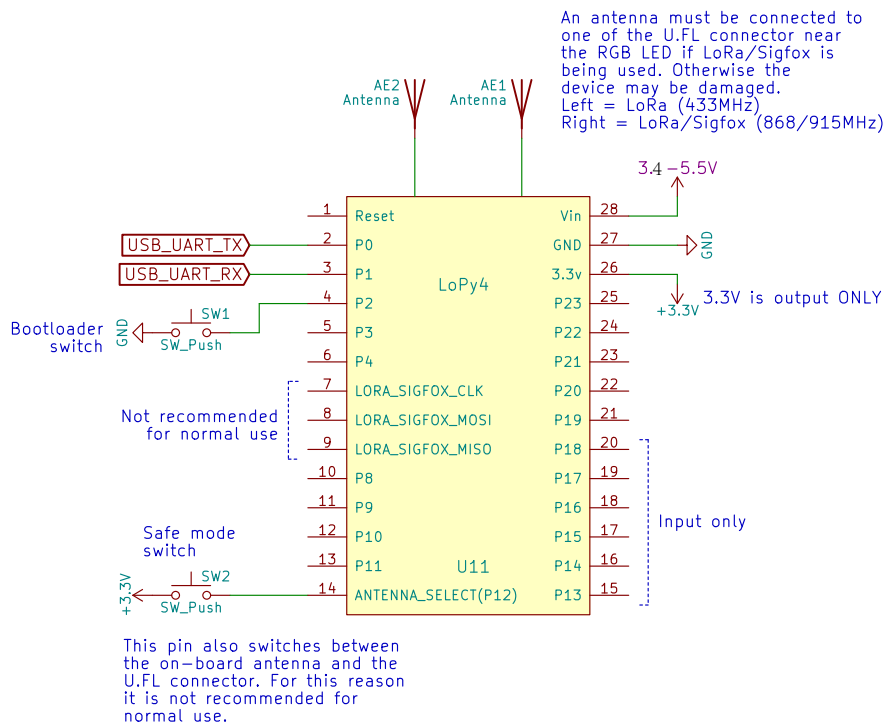 An antenna must be connected to
one of the U.FL connector near
the RGB LED if LoRa/Sigfox is
being used. Otherwise the
device may be damaged.
Left = LoRa (433MHz)
Right = LoRa/Sigfox (868/915MHz)
AE2
Antenna
AE1
Antenna
3.4-5.5V
1 Reset
Vin 28
USB_UART_TX 2 P0
GND 27 GND
USB_UART_RX 3 P1
3.3v 26
LoPy4
+3.3V
3.3V is output ONLY
4 P2
P23 25
Bootloader
switch
GND
SW1
SW_Push
5 P3
P22 24
6 P4
P21 23
7 LORA_SIGFOX_CLK
P20 22
Not recommended
for normal use
8 LORA_SIGFOX_MOSI
P19 21
9 LORA_SIGFOX_MISO
P18 20
10 P8
P17 19
11 P9
P16 18
Input only
12 P10
P15 17
Safe mode
switch
13 P11
U11
P14 16
+3.3V
SW2
SW_Push
14 ANTENNA_SELECT(P12)
P13 15
This pin also switches between
the on-board antenna and the
U.FL connector. For this reason
it is not recommended for
normal use.